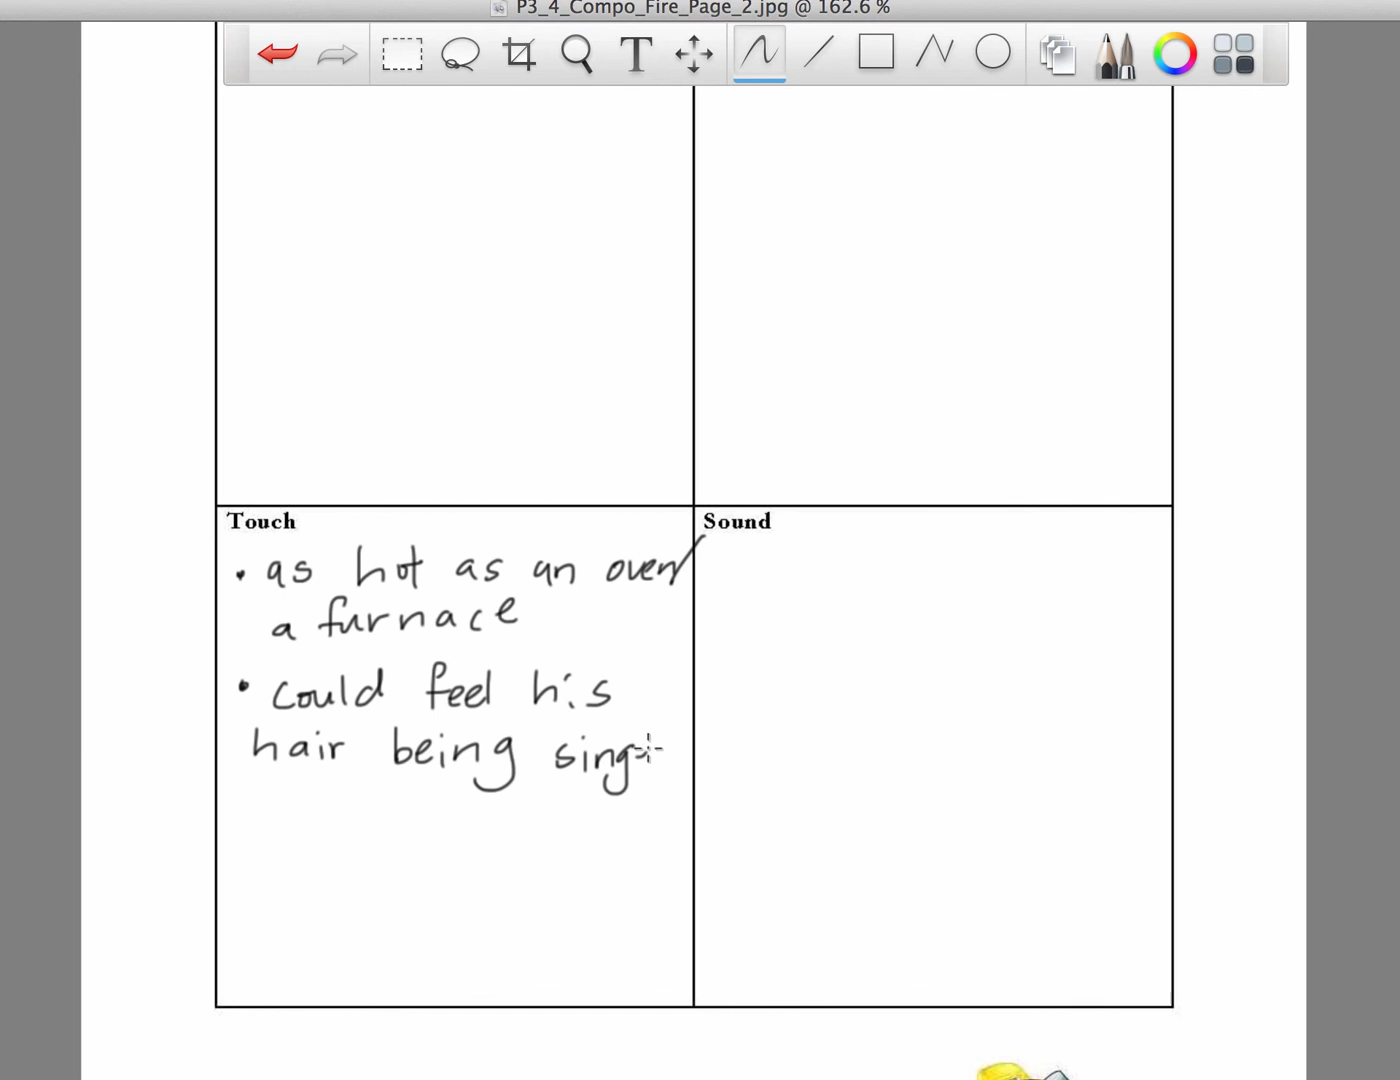 P3_4_Compo_Fire_Page_2.jpg @ 162.6 %
T
Touch
Sound
• as hot as an oven/
a furnace
• could feel his
hair being sing